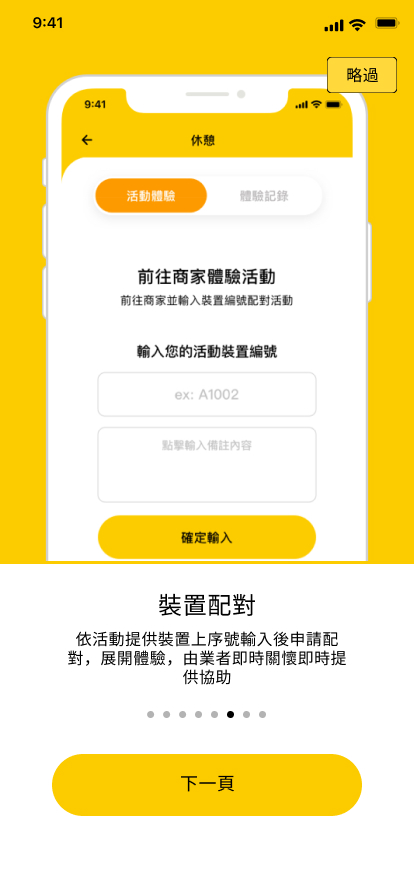 9:41
略過
9:41
休憩
活動體驗
體驗記錄
前往商家體驗活動
前往商家並輸入裝置編號配對活動
輸入您的活動裝置編號
ex: A1002
點擊輸入備註內容
確定輸入
裝置配對
依活動提供裝置上序號輸入後申請配
對，展開體驗，由業者即時關懷即時提
供協助
下一頁